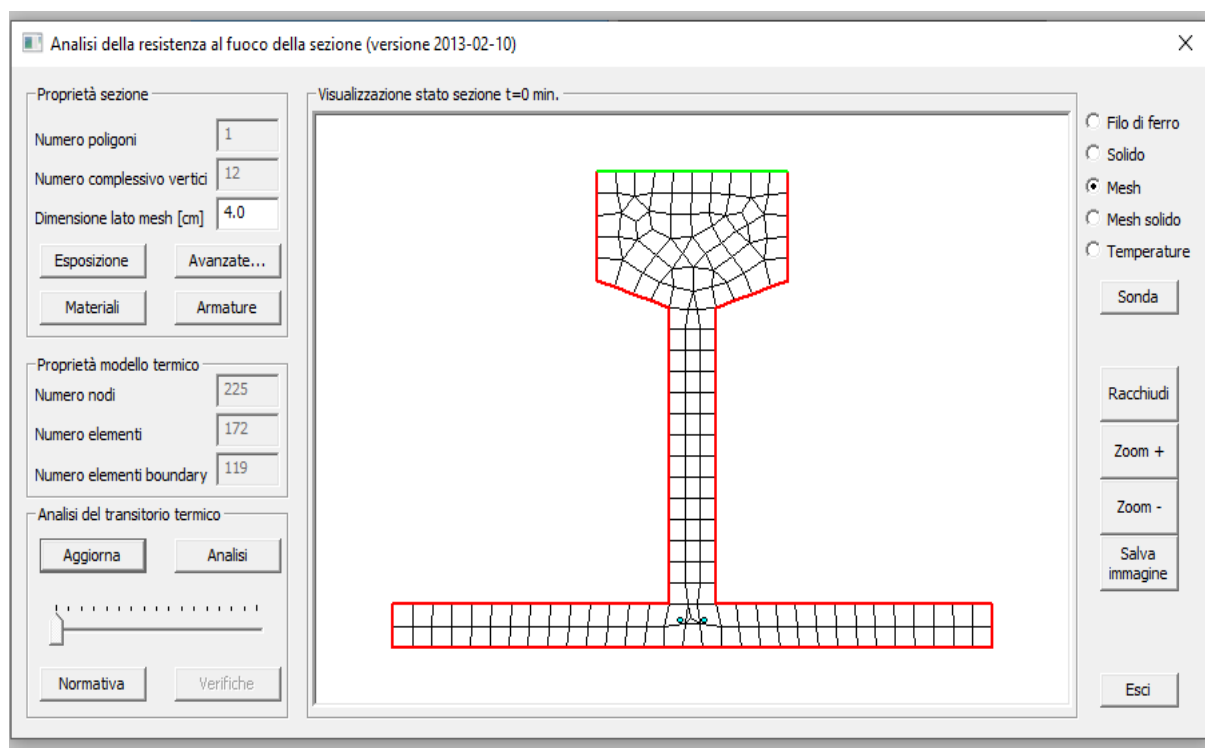 Analisi della resistenza al fuoco della sezione (versione 2013-02-10)
Proprietà sezione
Numero poligoni 1
Numero complessivo vertici 12
Dimensione lato mesh [cm] 4.0
Esposizione Avanzate...
Materiali Armature
Proprietà modello termico
Numero nodi 225
Numero elementi 172
Numero elementi boundary 119
Analisi del transitorio termico
Aggiorna Analisi
Normativa Verifiche
Visualizzazione stato sezione t=0 min.
Filo di ferro
Solido
Mesh
Mesh solido
Temperature
Sonda
Racchiudi
Zoom +
Zoom -
Salva
immagine
Esci